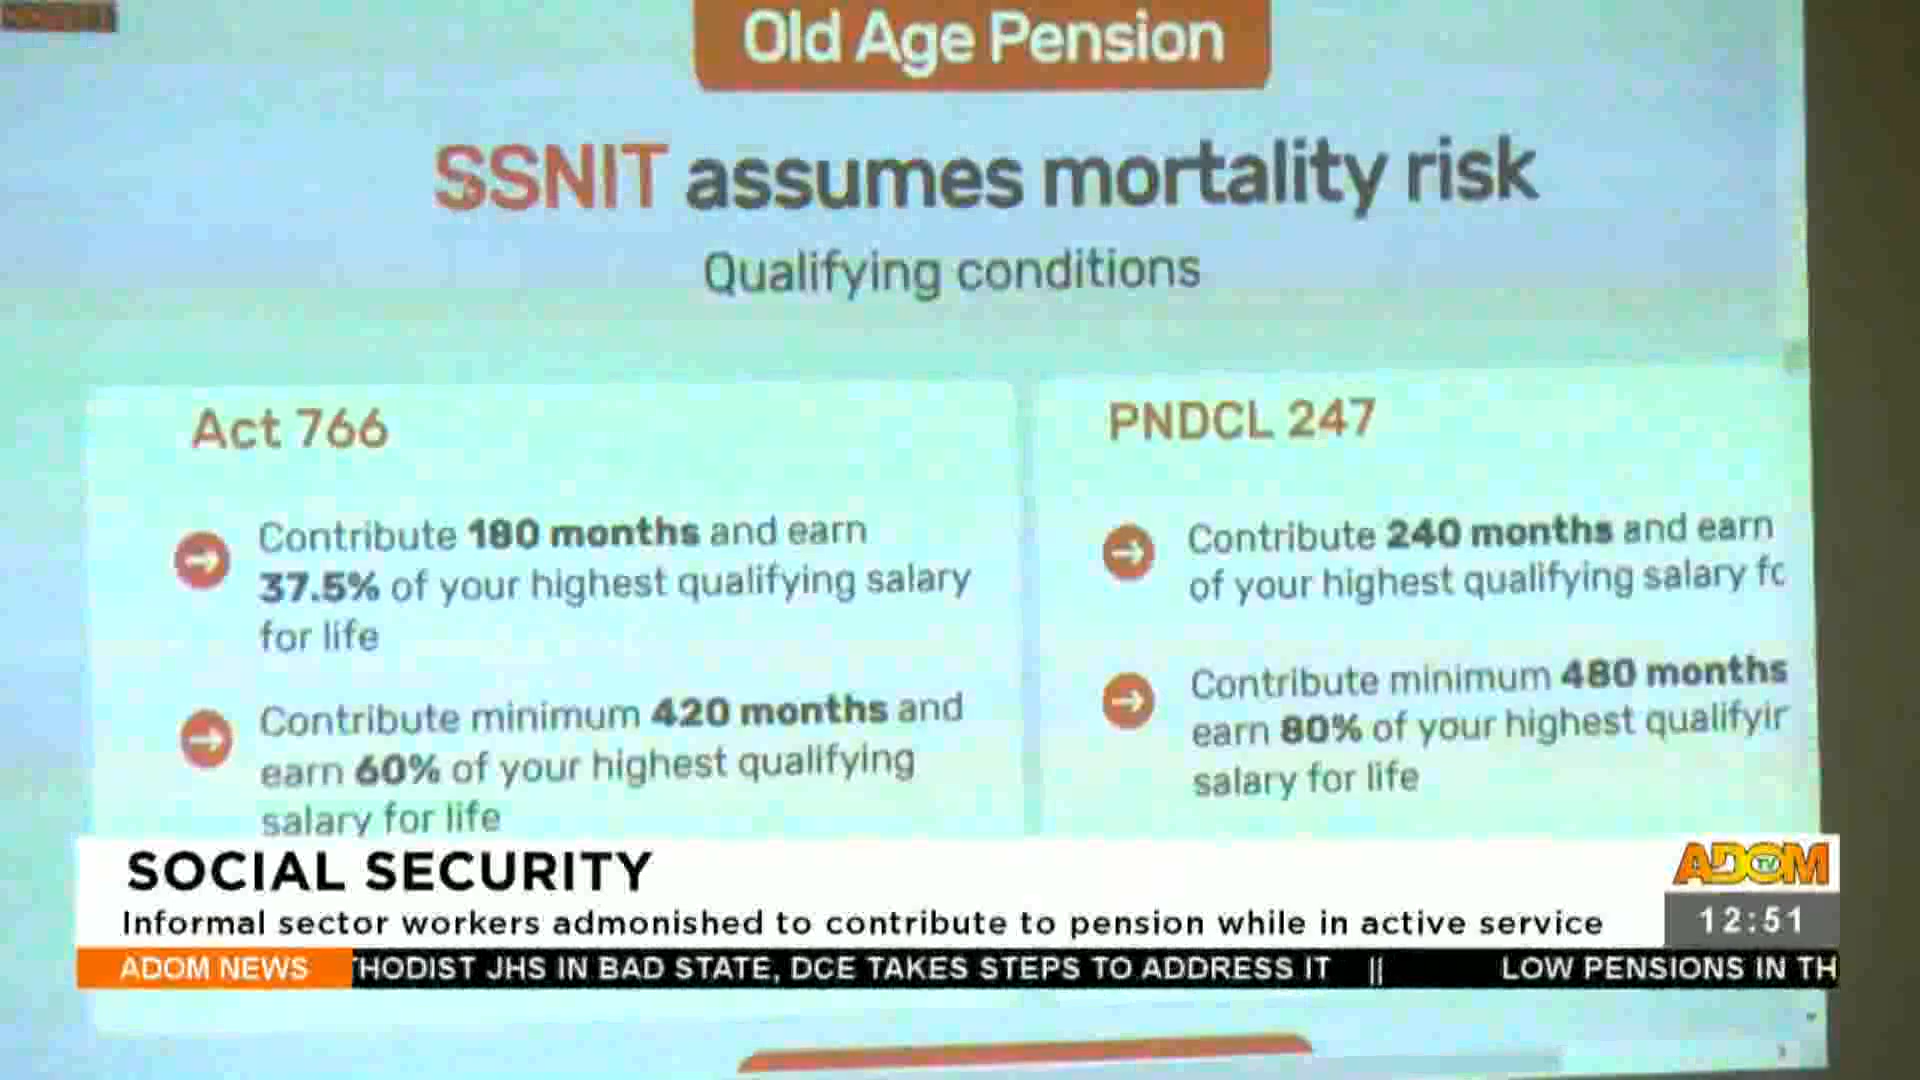 Old Age Pension
SSNIT assumes mortality risk
Qualifying conditions
Act 766
Contribute 180 months and earn
37.5% of your highest qualifying salary
for life
Contribute minimum 420 months and
earn 60% of your highest qualifying
salary for life
PNDCL 247
Contribute 240 months and earn
of your highest qualifying salary
Contribute minimum 480 months
earn 80% of your highest
salary for life
SOCIAL SECURITY
Informal sector workers admonished to contribute to pension while in active service
ADOM TV
12:51
ADOM NEWS
HODIST JHS IN BAD STATE, DCE TAKES STEPS TO ADDRESS IT || LOW PENSIONS IN TH